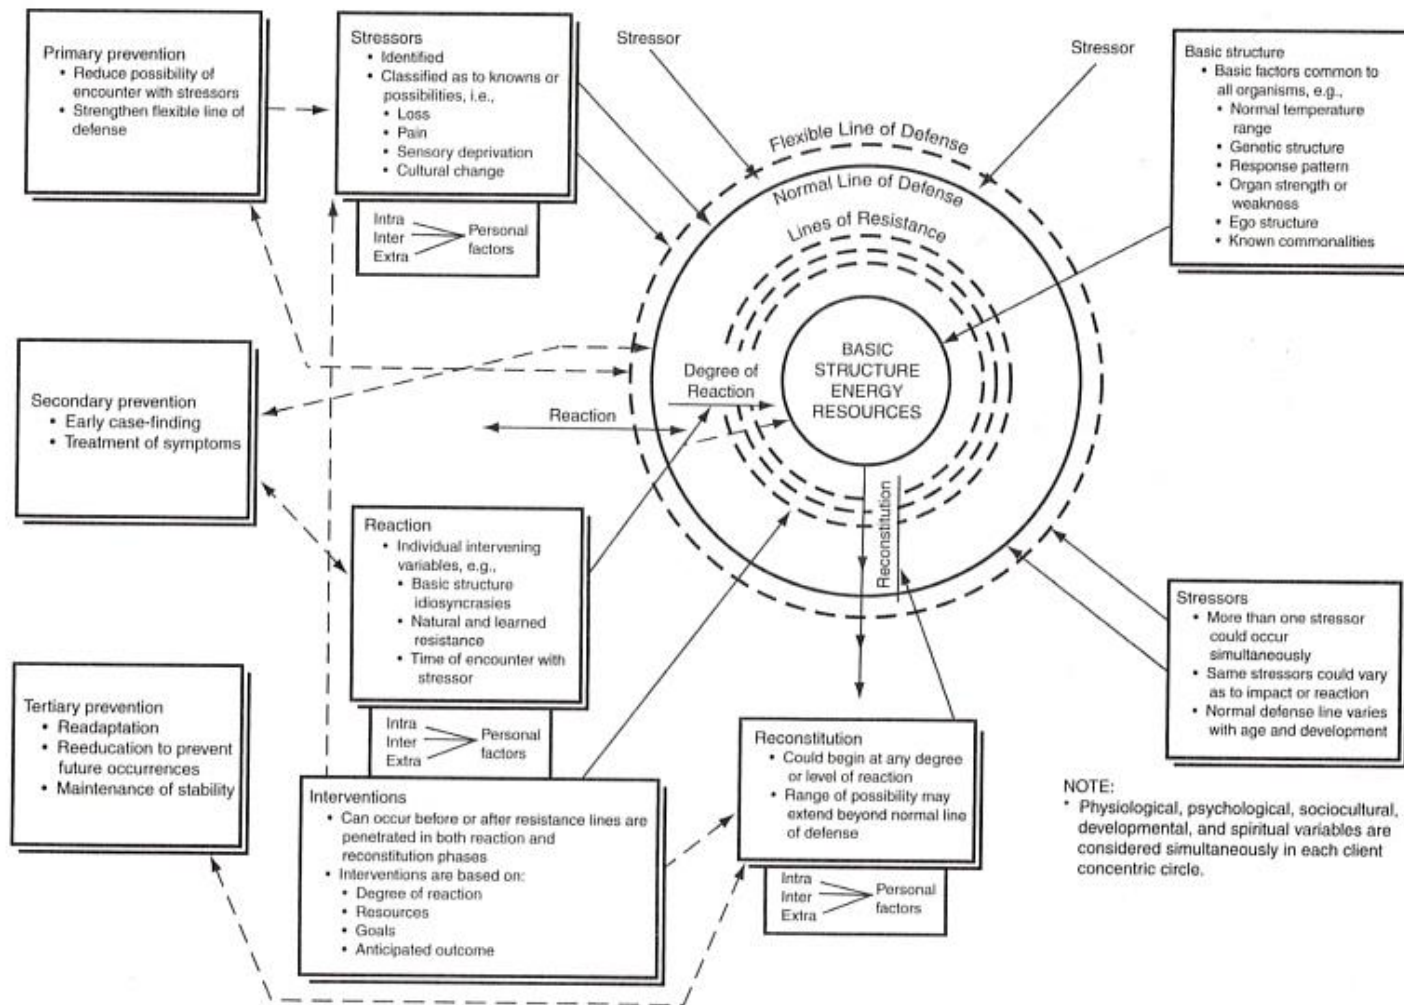 Primary prevention
• Reduce possibility of
encounter with stressors
• Strengthen flexible line of
defense
Stressors
• Identified
• Classified as to knowns or
possibilities, i.e.,
• Loss
• Pain
• Sensory deprivation
• Cultural change
Intra
Inter
Extra
Personal
factors
Stressor
Stressor
Basic structure
• Basic factors common to
all organisms, e.g.,
• Normal temperature
range
• Genetic structure
• Response pattern
• Organ strength or
weakness
• Ego structure
• Known commonalities
Flexible Line of Defense
Normal Line of Defense
Lines of Resistance
BASIC
STRUCTURE
ENERGY
RESOURCES
Degree of
Reaction
Reaction
Reconstitution
Secondary prevention
• Early case-finding
• Treatment of symptoms
Reaction
• Individual intervening
variables, e.g.,
• Basic structure
idiosyncrasies
• Natural and learned
resistance
• Time of encounter with
stressor
Intra
Inter
Extra
Personal
factors
Stressors
• More than one stressor
could occur
simultaneously
• Same stressors could vary
as to impact or reaction
• Normal defense line varies
with age and development
Tertiary prevention
• Readaptation
• Reeducation to prevent
future occurrences
• Maintenance of stability
Interventions
• Can occur before or after resistance lines are
penetrated in both reaction and
reconstitution phases
• Interventions are based on:
• Degree of reaction
• Resources
• Goals
• Anticipated outcome
Reconstitution
• Could begin at any degree
or level of reaction
• Range of possibility may
extend beyond normal line
of defense
Intra
Inter
Extra
Personal
factors
NOTE:
* Physiological, psychological, sociocultural,
developmental, and spiritual variables are
considered simultaneously in each client
concentric circle.